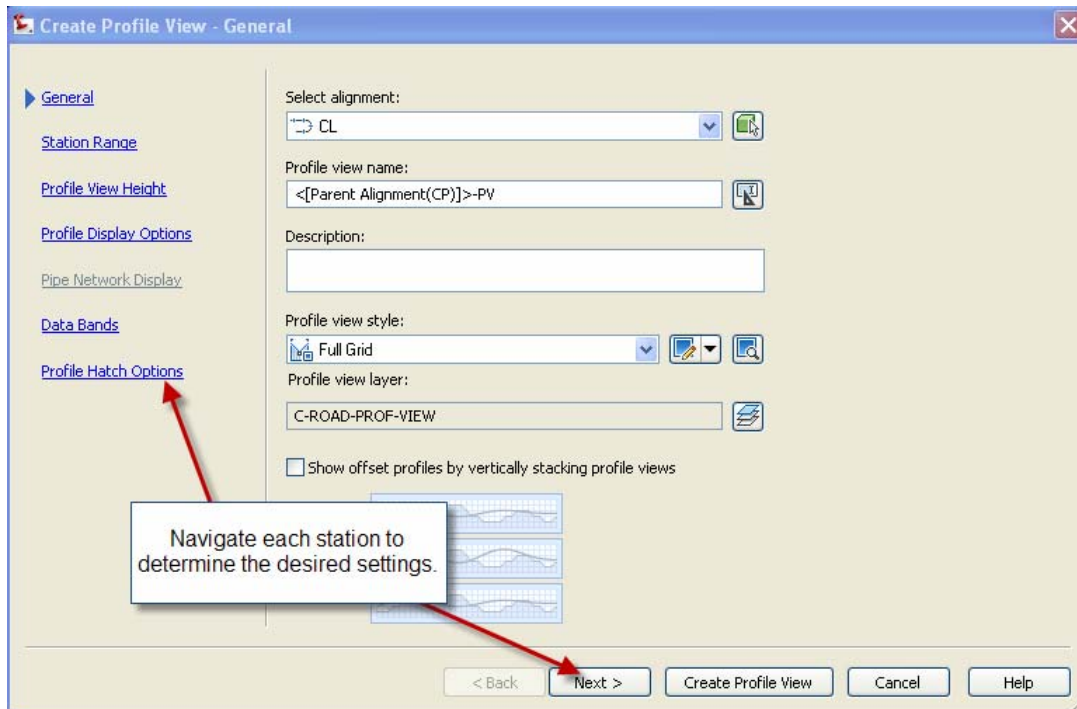 Create Profile View - General
General
Station Range
Profile View Height
Profile Display Options
Pipe Network Display
Data Bands
Profile Hatch Options
Select alignment:
CL
Profile view name:
<[Parent Alignment(CP)]>-PV
Description:
Profile view style:
Full Grid
Profile view layer:
C-ROAD-PROF-VIEW
Show offset profiles by vertically stacking profile views
Navigate each station to
determine the desired settings.
< Back
Next >
Create Profile View
Cancel
Help